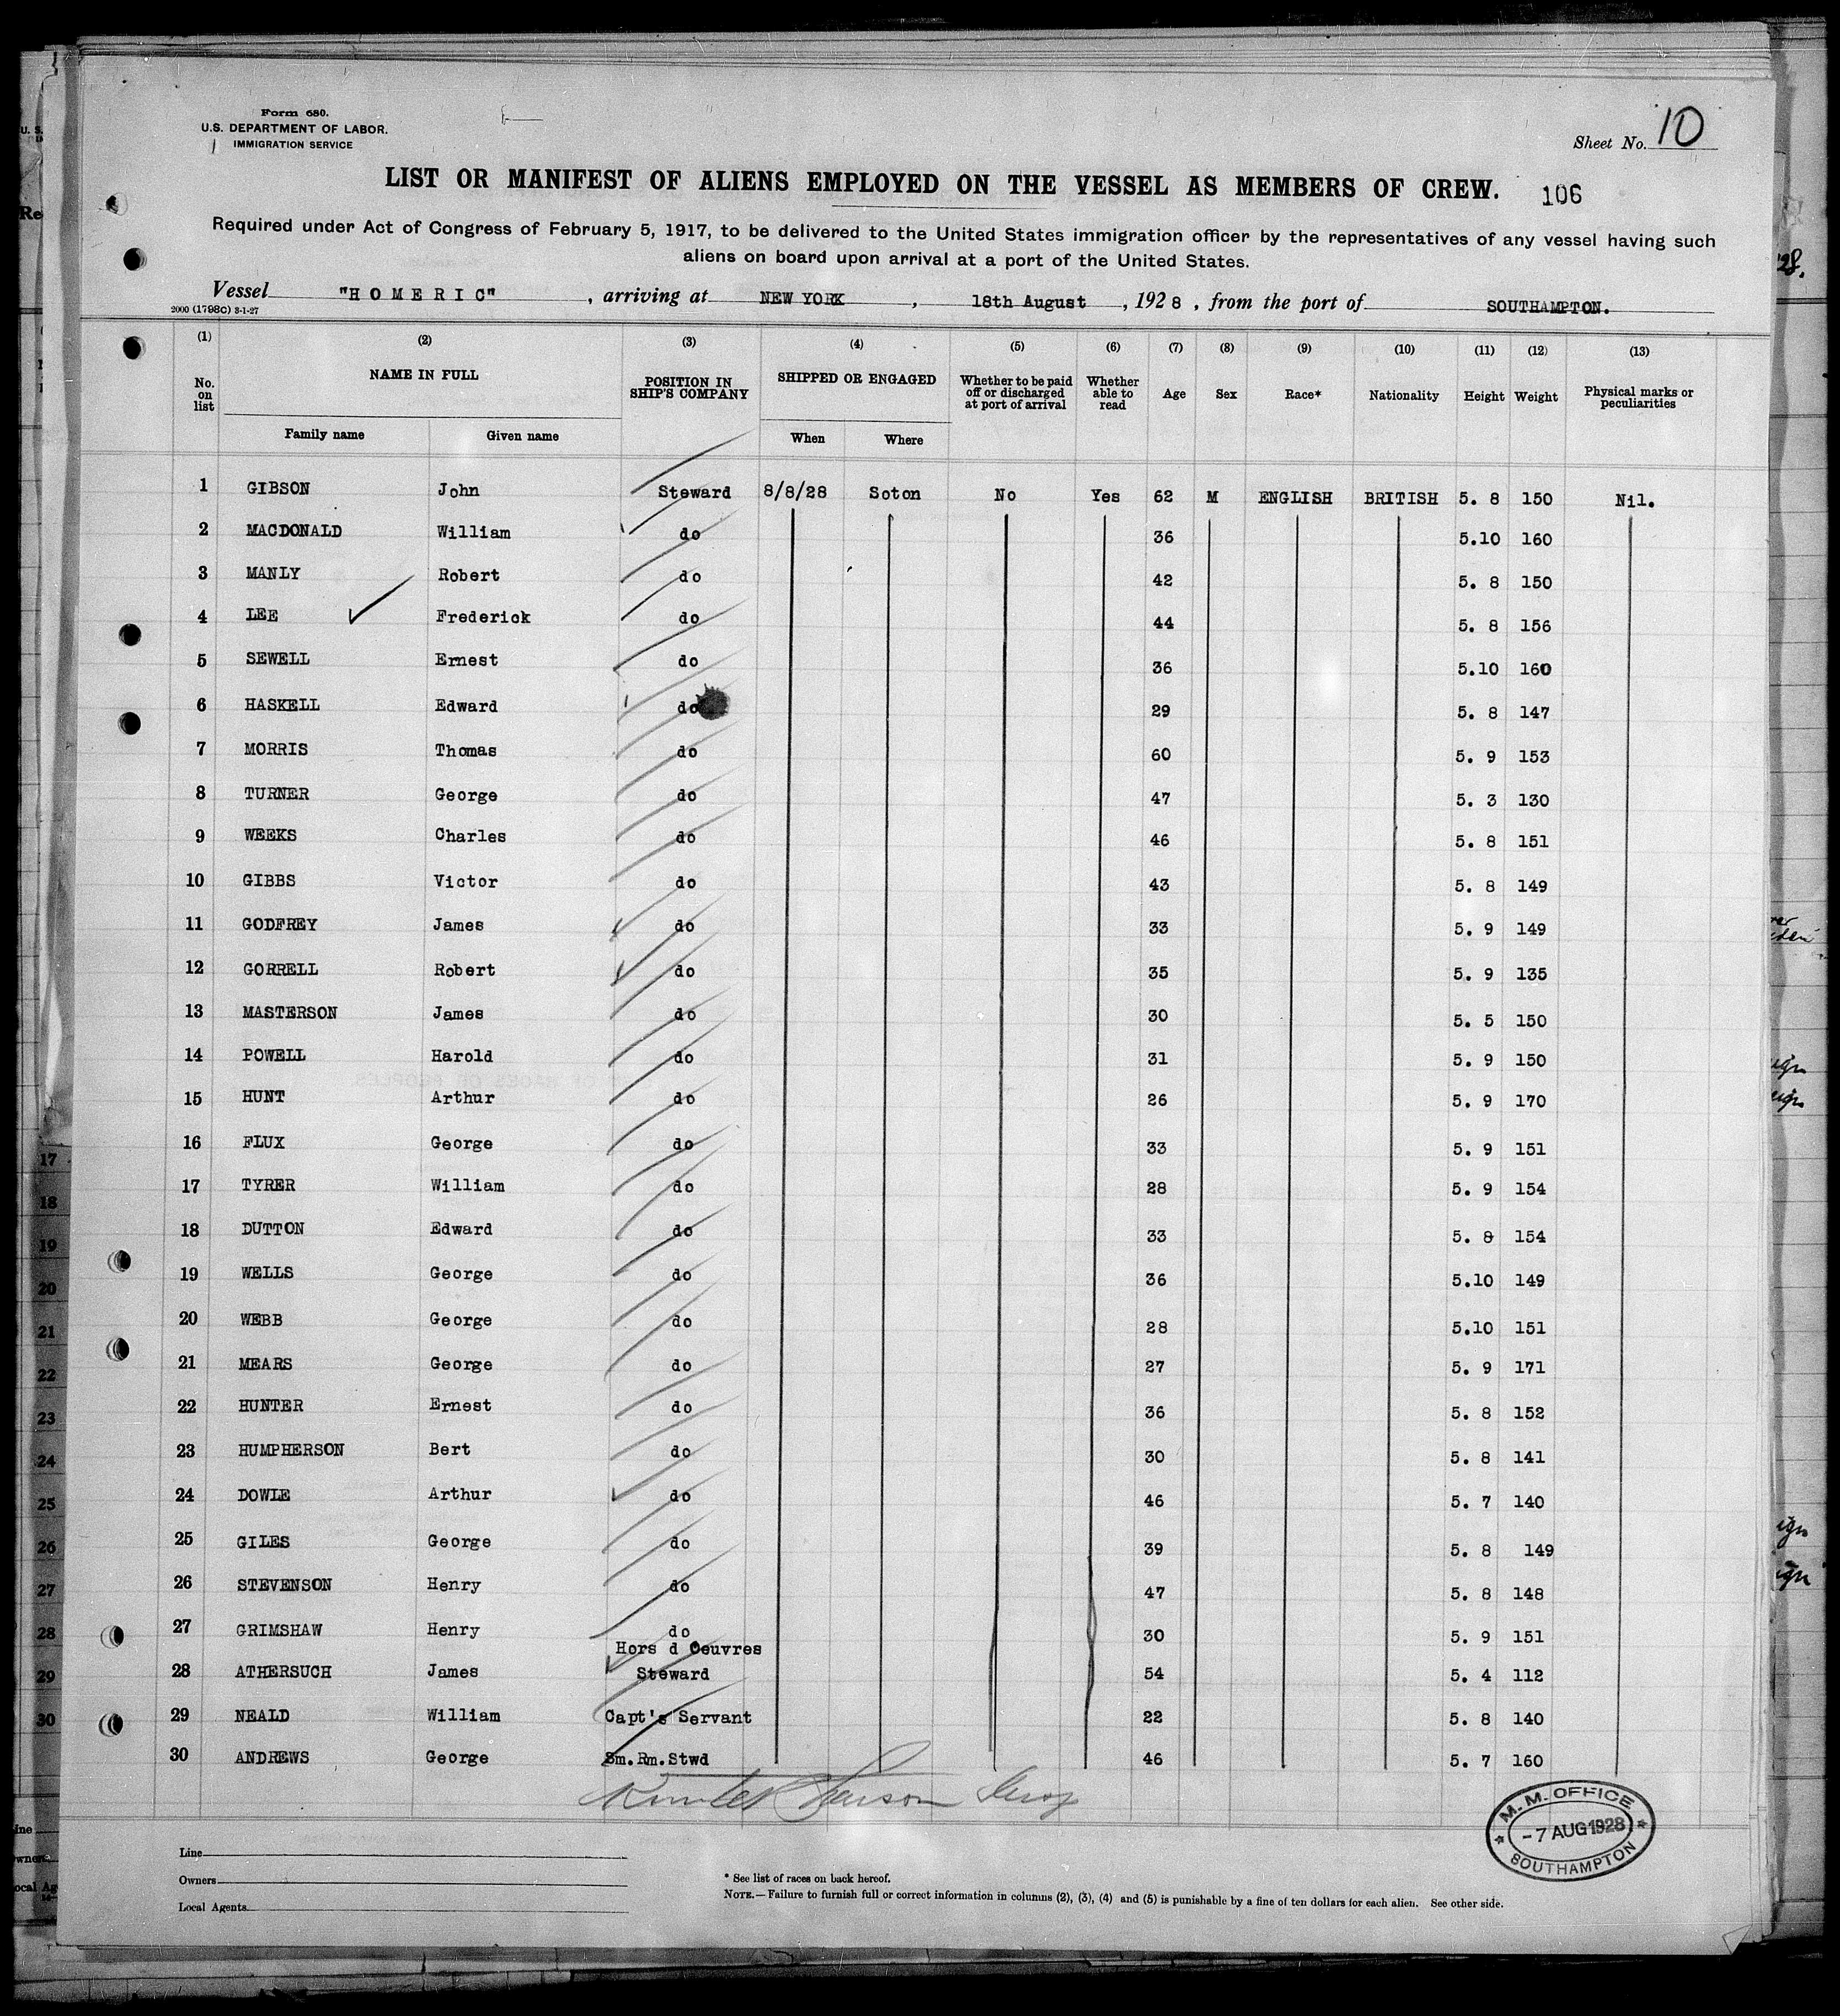 Form 680.
U.S. DEPARTMENT OF LABOR.
IMMIGRATION SERVICE
Sheet No. 10
LIST OR MANIFEST OF ALIENS EMPLOYED ON THE VESSEL AS MEMBERS OF CREW. 106
Required under Act of Congress of February 5, 1917, to be delivered to the United States immigration officer by the representatives of any vessel having such
aliens on board upon arrival at a port of the United States.
Vessel "HOMERIC", arriving at NEW YORK, 18th August, 1928, from the port of SOUTHAMPTON.
2000 (1798C) 3-1-27
(1) (2) (3) (4) (5) (6) (7) (8) (9) (10) (11) (12) (13)
No. on list NAME IN FULL POSITION IN SHIP'S COMPANY SHIPPED OR ENGAGED Whether to be paid off or discharged at port of arrival Whether able to read Age Sex Race* Nationality Height Weight Physical marks or peculiarities
Family name Given name When Where
1 GIBSON John Steward 8/8/28 Soton No Yes 62 M ENGLISH BRITISH 5. 8 150 Nil.
2 MACDONALD William do 36 5.10 160
3 MANLY Robert do 42 5. 8 150
4 LEE Frederick do 44 5. 8 156
5 SEWELL Ernest do 36 5.10 160
6 HASKELL Edward do 29 5. 8 147
7 MORRIS Thomas do 60 5. 9 153
8 TURNER George do 47 5. 3 130
9 WEEKS Charles do 46 5. 8 151
10 GIBBS Victor do 43 5. 8 149
11 GODFREY James do 33 5. 9 149
12 GORRELL Robert do 35 5. 9 135
13 MASTERSON James do 30 5. 5 150
14 POWELL Harold do 31 5. 9 150
15 HUNT Arthur do 26 5. 9 170
16 FLUX George do 33 5. 9 151
17 TYRER William do 28 5. 9 154
18 DUTTON Edward do 33 5. 8 154
19 WELLS George do 36 5.10 149
20 WEBB George do 28 5.10 151
21 MEARS George do 27 5. 9 171
22 HUNTER Ernest do 36 5. 8 152
23 HUMPHERSON Bert do 30 5. 8 141
24 DOWLE Arthur do 46 5. 7 140
25 GILES George do 39 5. 8 149
26 STEVENSON Henry do 47 5. 8 148
27 GRIMSHAW Henry do 30 5. 9 151
28 ATHERSUCH James Hors d Oeuvres Steward 54 5. 4 112
29 NEALD William Capt's Servant 22 5. 8 140
30 ANDREWS George Sm.Rm.Stwd 46 5. 7 160
M. M. OFFICE
-7 AUG 1928
SOUTHAMPTON
Line
Owners
Local Agents
* See list of races on back hereof.
NOTE.—Failure to furnish full or correct information in columns (2), (3), (4) and (5) is punishable by a fine of ten dollars for each alien. See other side.